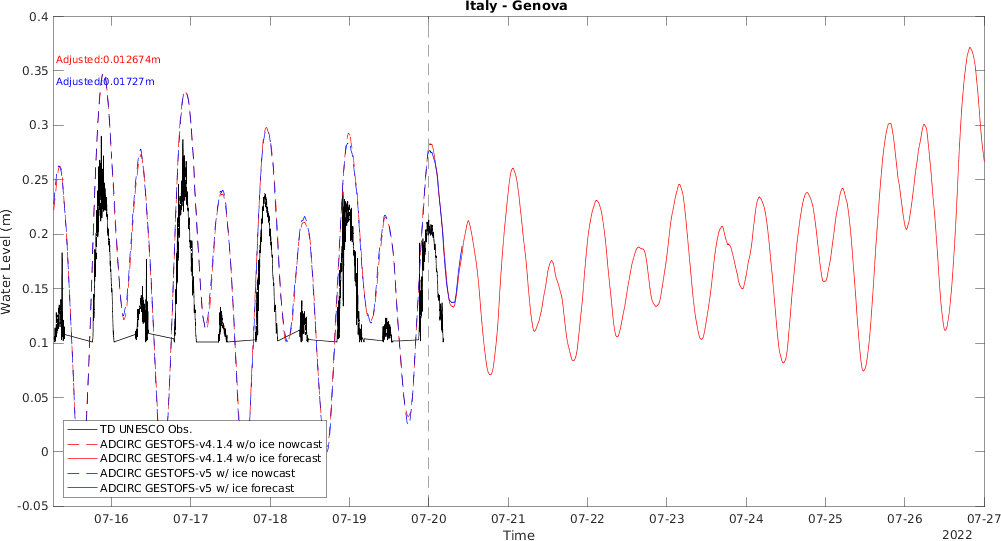 Italy - Genova
Water Level (m)
0.4
0.35
0.3
0.25
0.2
0.15
0.1
0.05
0
-0.05
Adjusted:0.012674m
Adjusted:0.01727m
TD UNESCO Obs.
ADCIRC GESTOFS-v4.1.4 w/o ice nowcast
ADCIRC GESTOFS-v4.1.4 w/o ice forecast
ADCIRC GESTOFS-v5 w/ ice nowcast
ADCIRC GESTOFS-v5 w/ ice forecast
07-16 07-17 07-18 07-19 07-20 07-21 07-22 07-23 07-24 07-25 07-26 07-27
Time
2022